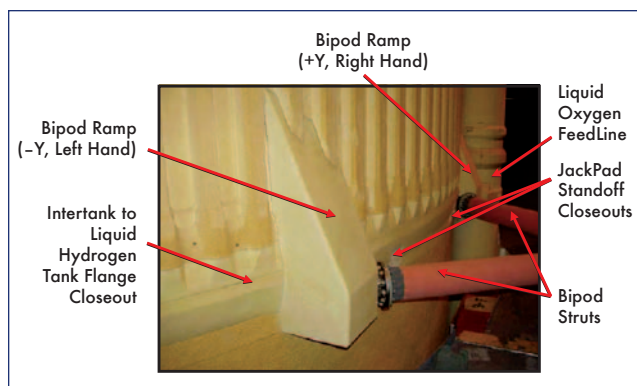 Bipod Ramp
(+Y, Right Hand)
Bipod Ramp
(–Y, Left Hand)
Intertank to
Liquid
Hydrogen
Tank Flange
Closeout
Liquid
Oxygen
FeedLine
JackPad
Standoff
Closeouts
Bipod
Struts